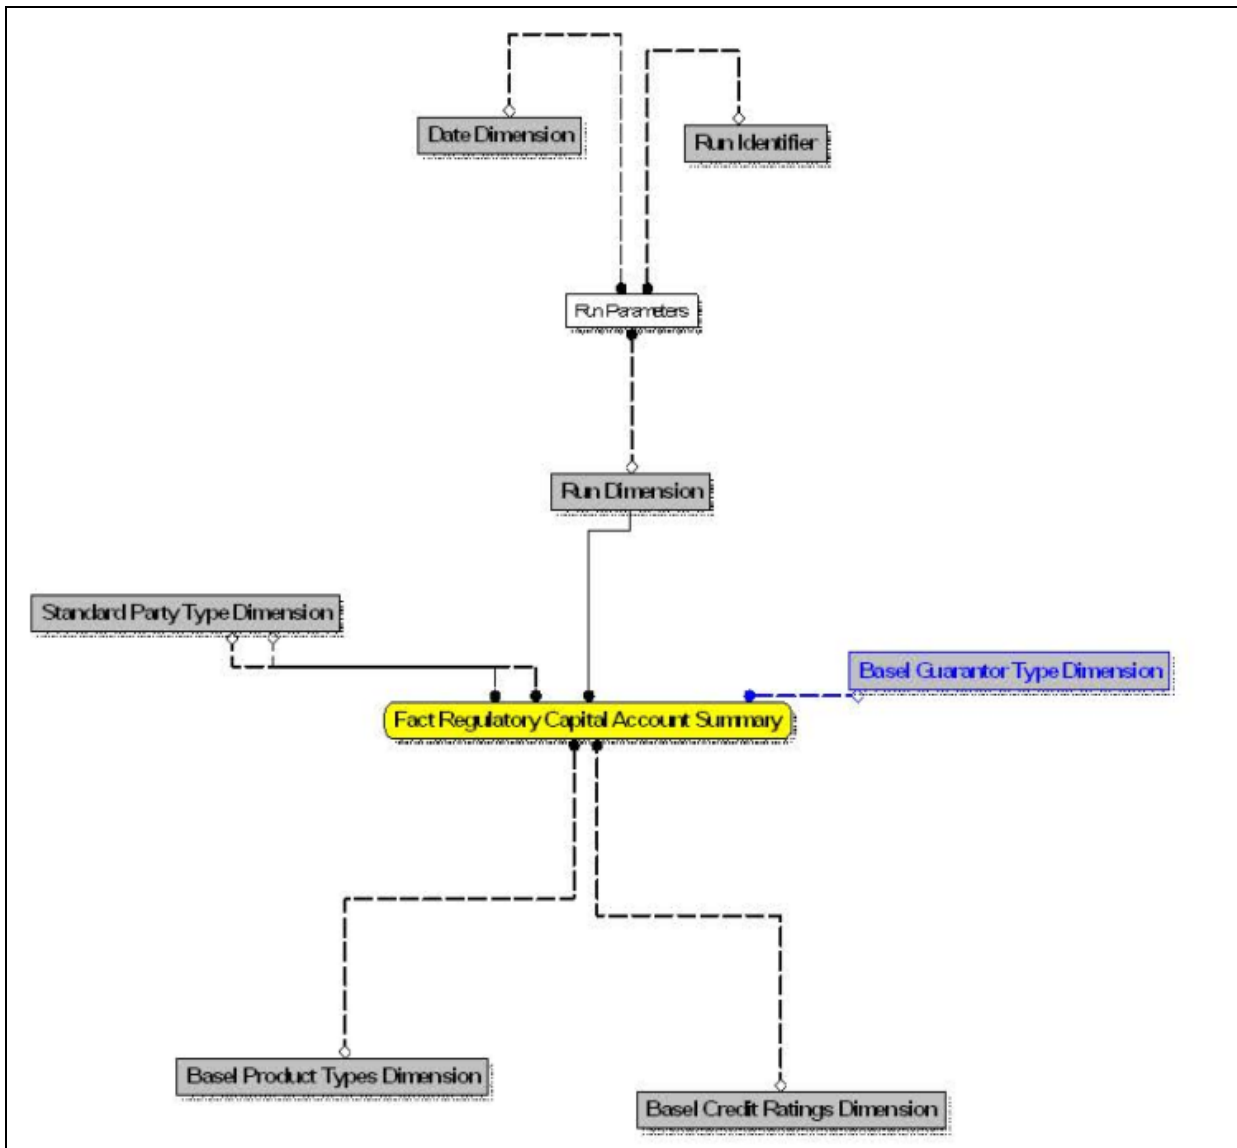 Date Dimension
Run Identifier
Run Parameters
Run Dimension
Standard Party Type Dimension
Basel Guarantor Type Dimension
Fact Regulatory Capital Account Summary
Basel Product Types Dimension
Basel Credit Ratings Dimension